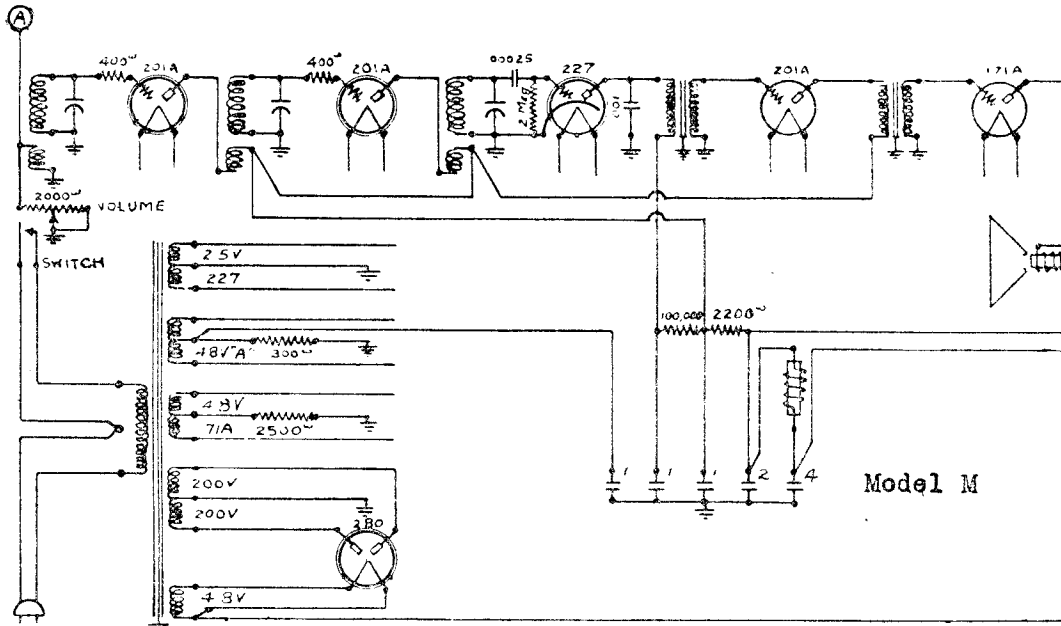 A
400ω
201A
400ω
201A
.00025
2 Meg
227
.001
201A
171A
2000ω
VOLUME
SWITCH
2.5V
227
4.8V "A"
300ω
4.8V
71A
2500ω
200V
200V
280
4.8V
100,000
2200ω
1
1
1
2
4
Model M